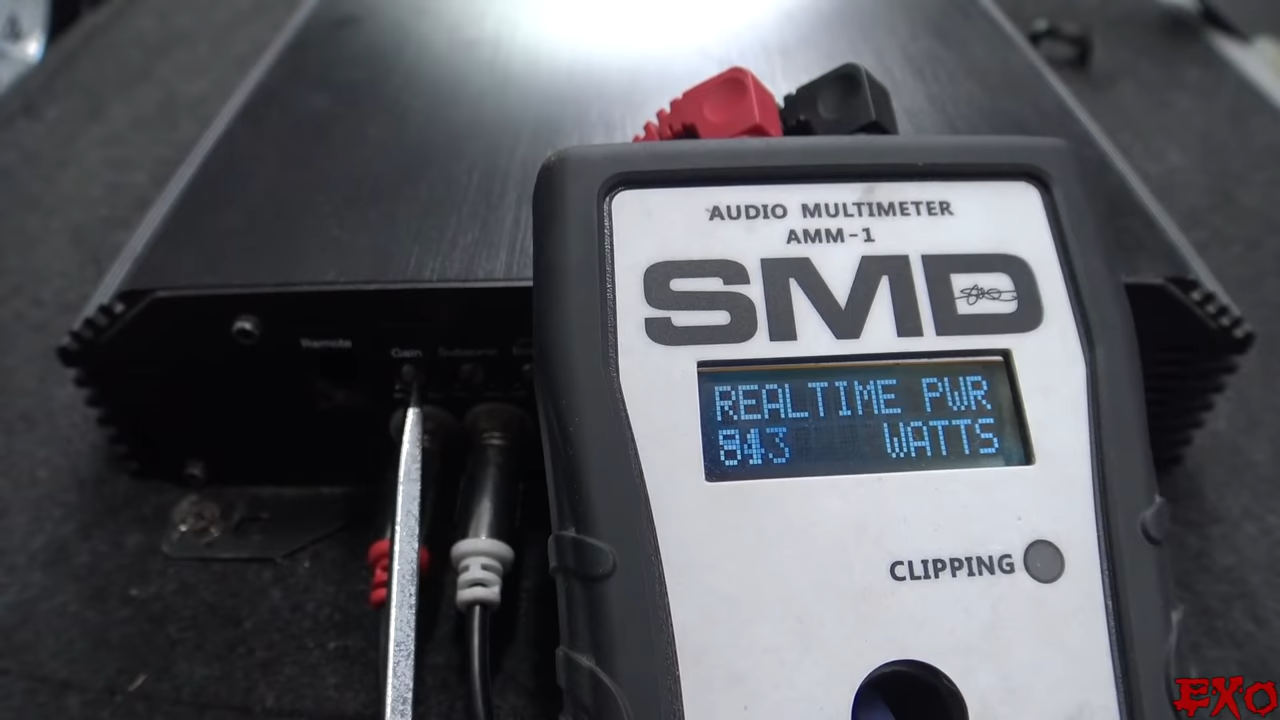 AUDIO MULTIMETER
AMM-1
SMD
REALTIME PWR
WATTS
CLIPPING
Remote
Gain
EXO